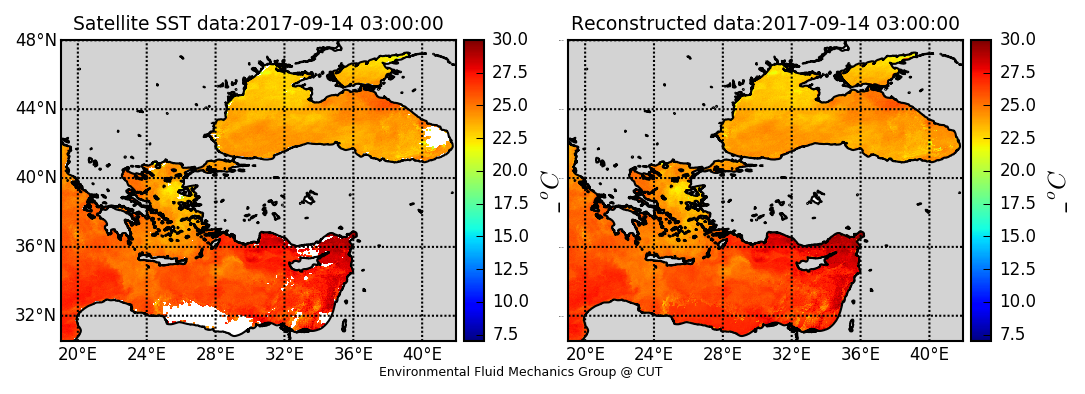 Satellite SST data:2017-09-14 03:00:00
Reconstructed data:2017-09-14 03:00:00
48°N
44°N
40°N
36°N
32°N
20°E 24°E 28°E 32°E 36°E 40°E
30.0
27.5
25.0
22.5
20.0
17.5
15.0
12.5
10.0
7.5
_ °C
20°E 24°E 28°E 32°E 36°E 40°E
30.0
27.5
25.0
22.5
20.0
17.5
15.0
12.5
10.0
7.5
_ °C
Environmental Fluid Mechanics Group @ CUT